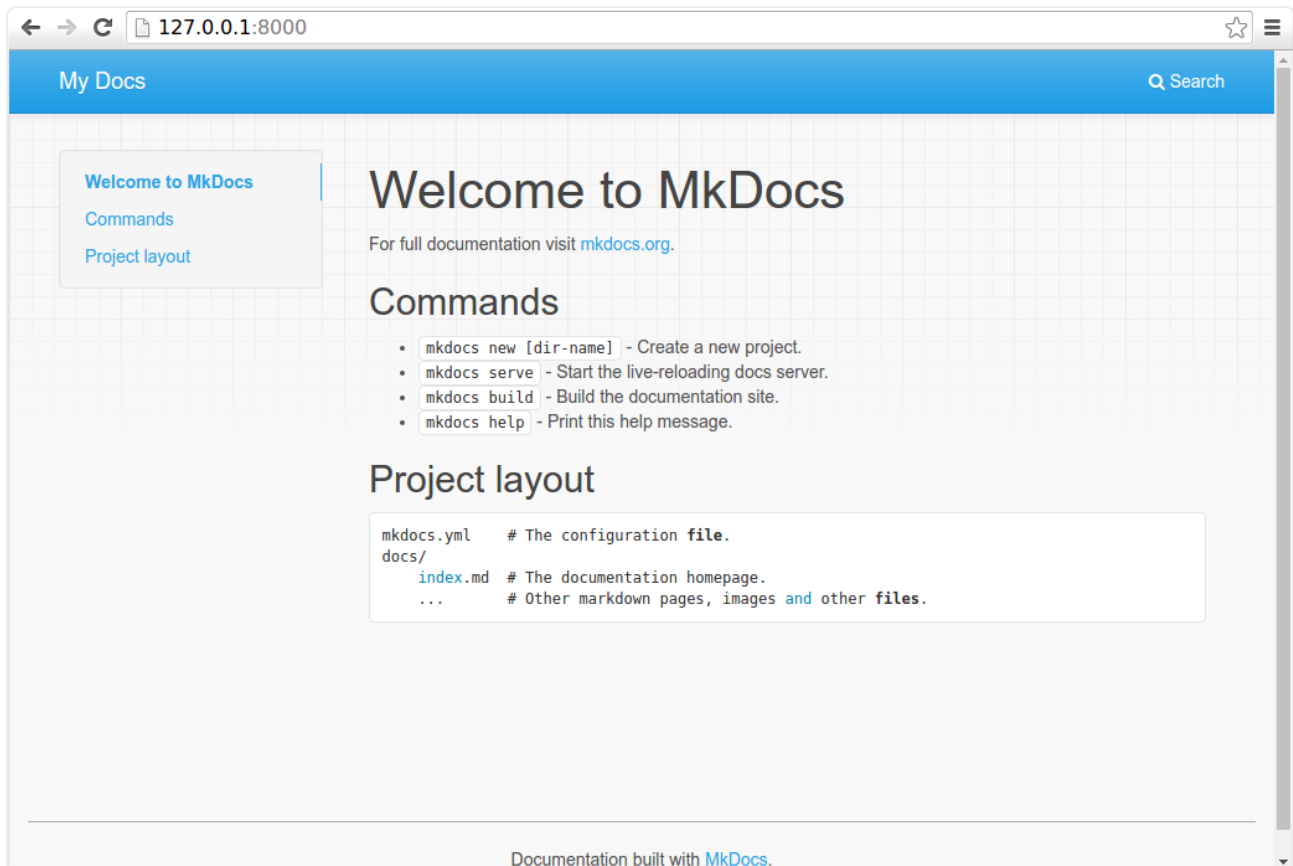 127.0.0.1:8000
My Docs
Search
Welcome to MkDocs
Commands
Project layout
Welcome to MkDocs
For full documentation visit mkdocs.org.
Commands
mkdocs new [dir-name] - Create a new project.
mkdocs serve - Start the live-reloading docs server.
mkdocs build - Build the documentation site.
mkdocs help - Print this help message.
Project layout
mkdocs.yml    # The configuration file.
docs/
    index.md  # The documentation homepage.
    ...       # Other markdown pages, images and other files.
Documentation built with MkDocs.